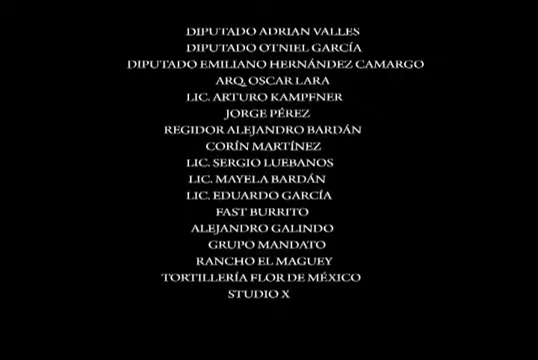 DIPUTADO ADRIAN VALLES
DIPUTADO OTNIEL GARCÍA
DIPUTADO EMILIANO HERNÁNDEZ CAMARGO
ARQ. OSCAR LARA
LIC. ARTURO KAMPFNER
JORGE PÉREZ
REGIDOR ALEJANDRO BARDÁN
CORÍN MARTÍNEZ
LIC. SERGIO LUEBANOS
LIC. MAYELA BARDÁN
LIC. EDUARDO GARCÍA
FAST BURRITO
ALEJANDRO GALINDO
GRUPO MANDATO
RANCHO EL MAGUEY
TORTILLERÍA FLOR DE MÉXICO
STUDIO X